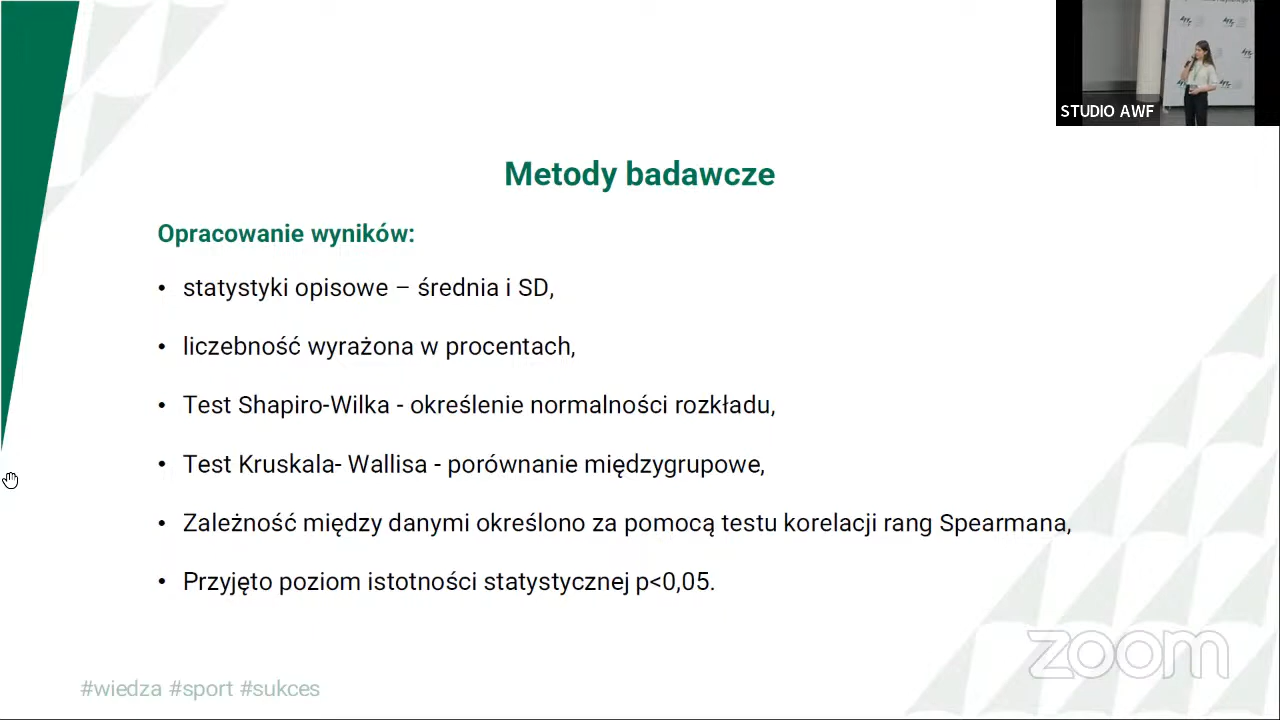 STUDIO AWF
Metody badawcze
Opracowanie wyników:
• statystyki opisowe – średnia i SD,
• liczebność wyrażona w procentach,
• Test Shapiro-Wilka - określenie normalności rozkładu,
• Test Kruskala- Wallisa - porównanie międzygrupowe,
• Zależność między danymi określono za pomocą testu korelacji rang Spearmana,
• Przyjęto poziom istotności statystycznej p<0,05.
zoom
#wiedza #sport #sukces